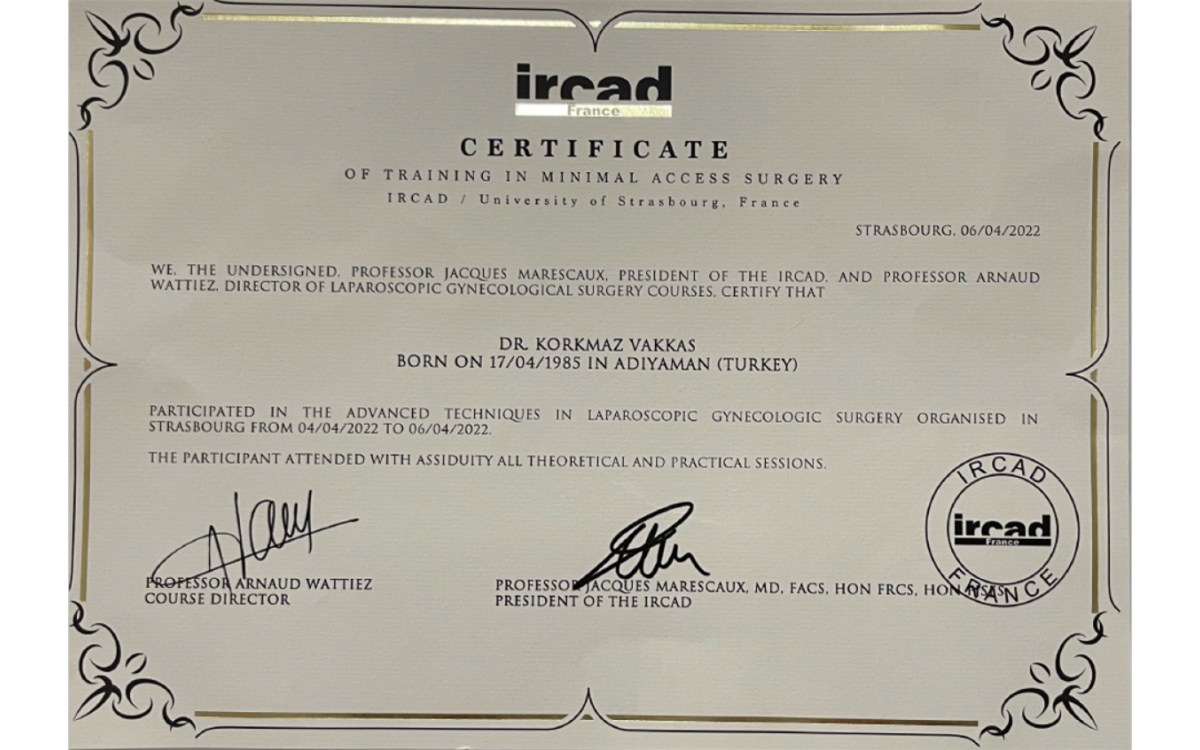 ircad
France
CERTIFICATE
OF TRAINING IN MINIMAL ACCESS SURGERY
IRCAD / University of Strasbourg, France
STRASBOURG, 06/04/2022
WE, THE UNDERSIGNED, PROFESSOR JACQUES MARESCAUX, PRESIDENT OF THE IRCAD, AND PROFESSOR ARNAUD
WATTIEZ, DIRECTOR OF LAPAROSCOPIC GYNECOLOGICAL SURGERY COURSES, CERTIFY THAT
DR. KORKMAZ VAKKAS
BORN ON 17/04/1985 IN ADIYAMAN (TURKEY)
PARTICIPATED IN THE ADVANCED TECHNIQUES IN LAPAROSCOPIC GYNECOLOGIC SURGERY ORGANISED IN
STRASBOURG FROM 04/04/2022 TO 06/04/2022.
THE PARTICIPANT ATTENDED WITH ASSIDUITY ALL THEORETICAL AND PRACTICAL SESSIONS.
PROFESSOR ARNAUD WATTIEZ
COURSE DIRECTOR
PROFESSOR JACQUES MARESCAUX, MD, FACS, HON FRCS, HON
PRESIDENT OF THE IRCAD
IRCAD
ircad
France
FRANCE